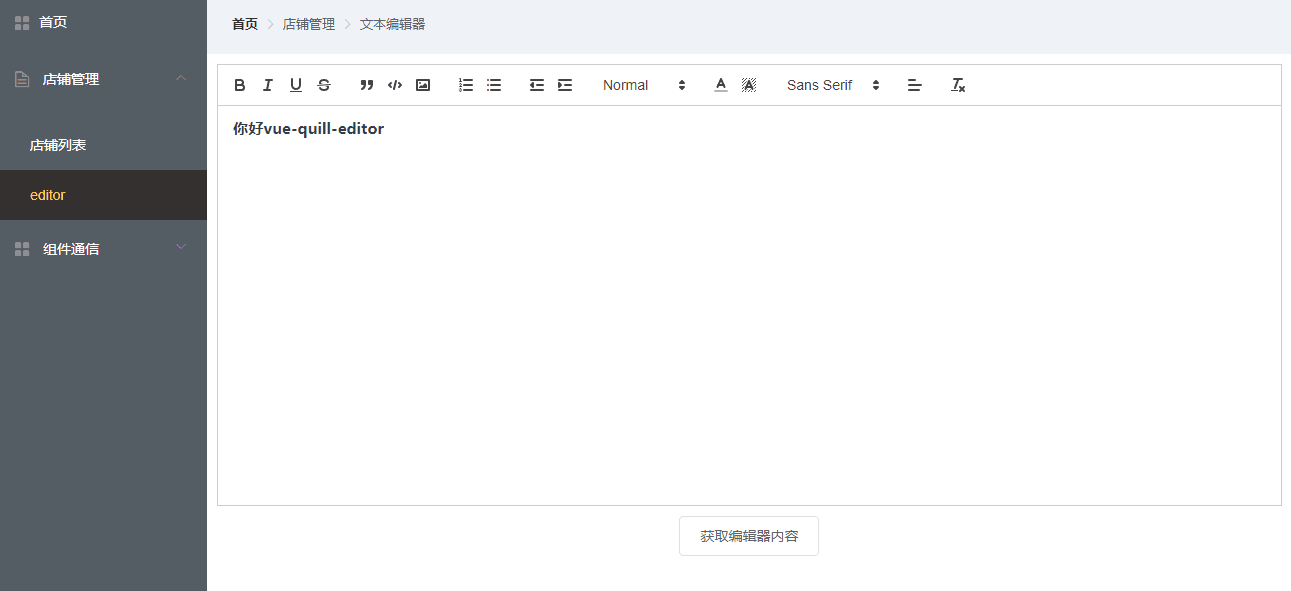 首页
店铺管理
店铺列表
editor
组件通信
首页 店铺管理 文本编辑器
Normal Sans Serif
你好vue-quill-editor
获取编辑器内容